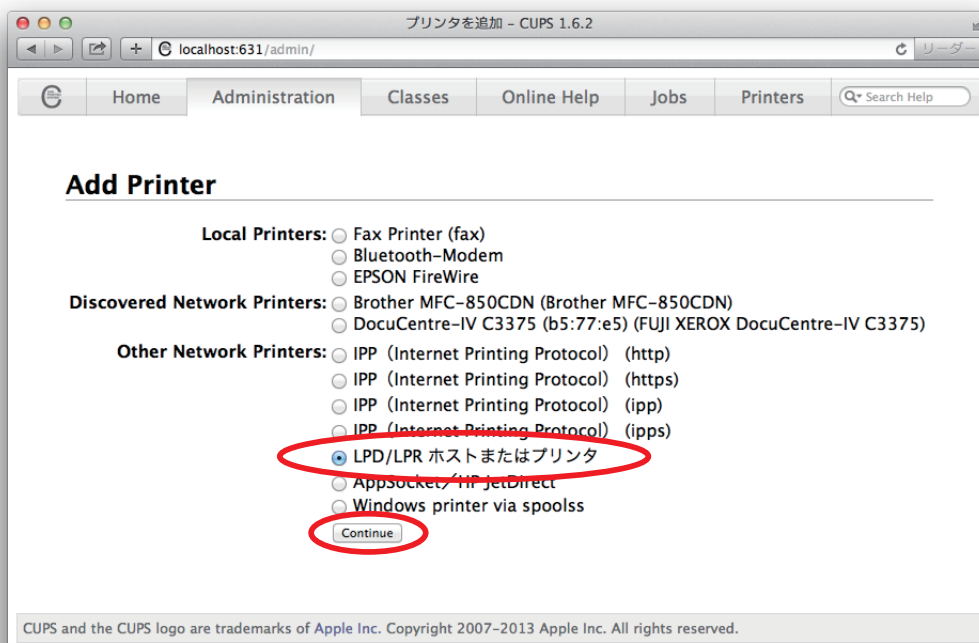 プリンタを追加 – CUPS 1.6.2
localhost:631/admin/
リーダー
Home Administration Classes Online Help Jobs Printers Search Help
Add Printer
Local Printers: Fax Printer (fax)
Bluetooth-Modem
EPSON FireWire
Discovered Network Printers: Brother MFC-850CDN (Brother MFC-850CDN)
DocuCentre-IV C3375 (b5:77:e5) (FUJI XEROX DocuCentre-IV C3375)
Other Network Printers: IPP（Internet Printing Protocol） (http)
IPP（Internet Printing Protocol） (https)
IPP（Internet Printing Protocol） (ipp)
IPP（Internet Printing Protocol） (ipps)
LPD/LPR ホストまたはプリンタ
AppSocket／HP JetDirect
Windows printer via spoolss
Continue
CUPS and the CUPS logo are trademarks of Apple Inc. Copyright 2007-2013 Apple Inc. All rights reserved.